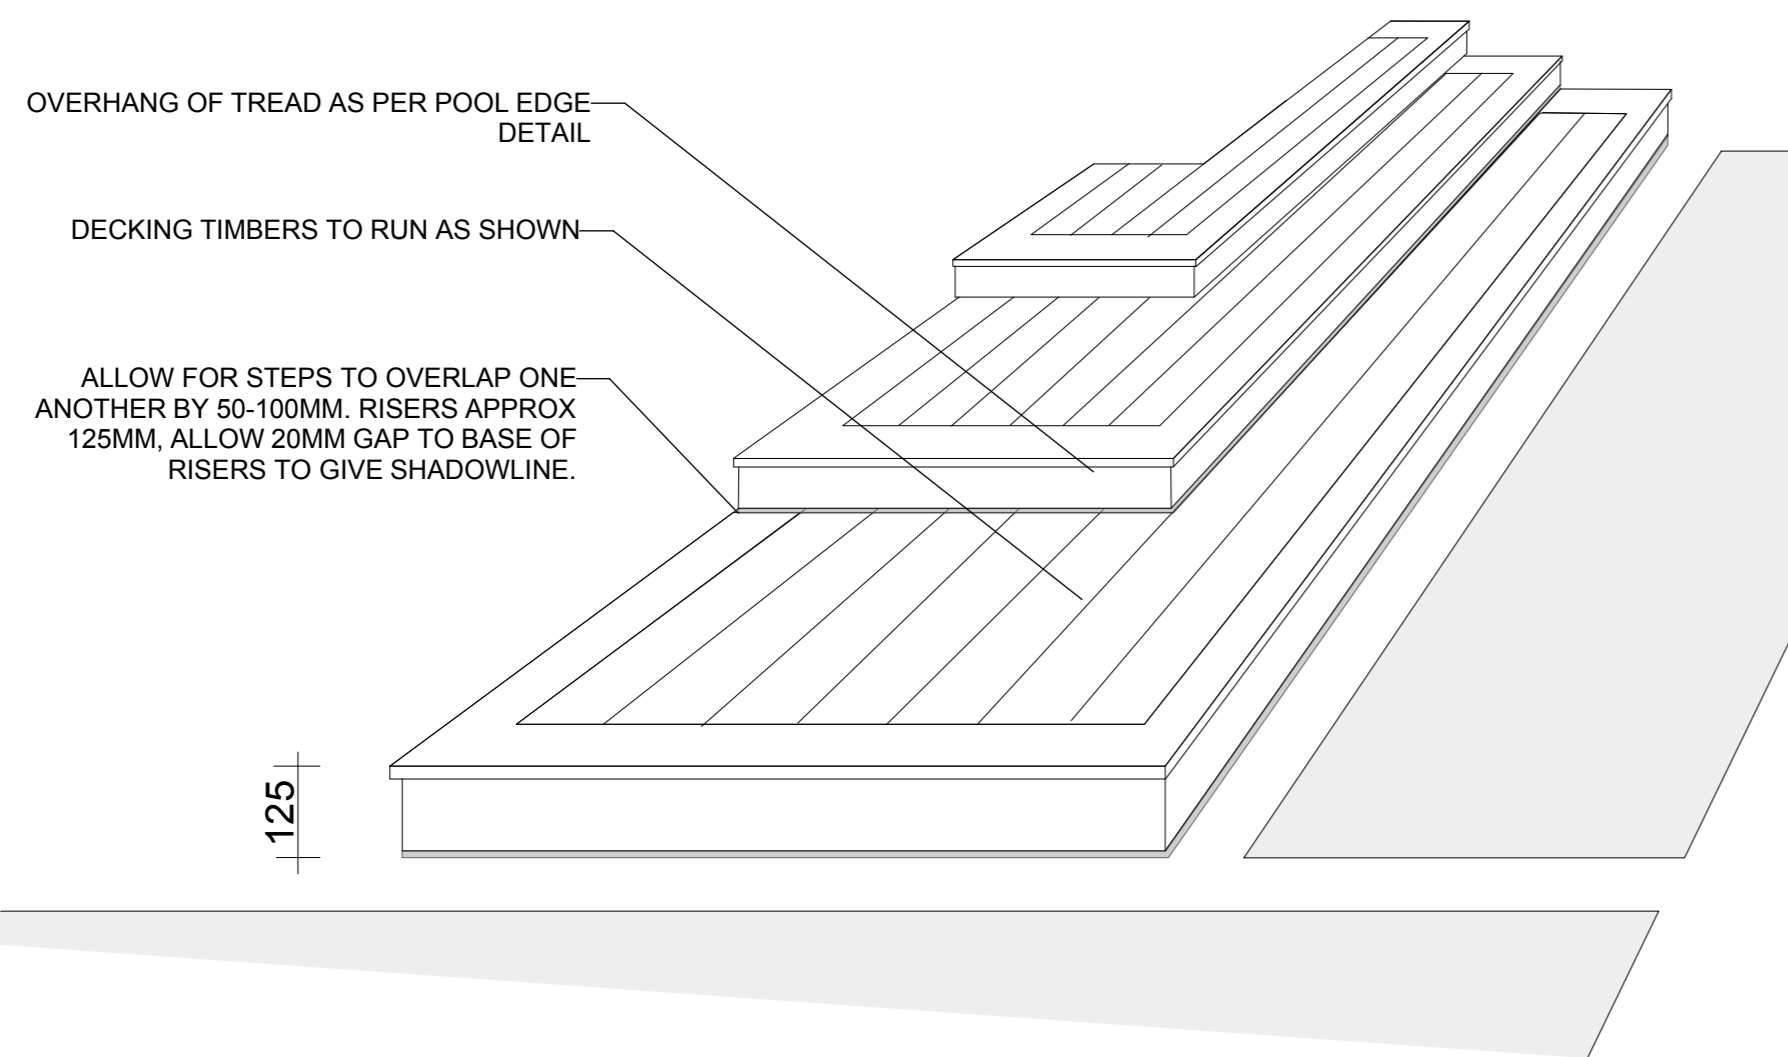 OVERHANG OF TREAD AS PER POOL EDGE
DETAIL
DECKING TIMBERS TO RUN AS SHOWN
ALLOW FOR STEPS TO OVERLAP ONE
ANOTHER BY 50-100MM. RISERS APPROX
125MM, ALLOW 20MM GAP TO BASE OF
RISERS TO GIVE SHADOWLINE.
125